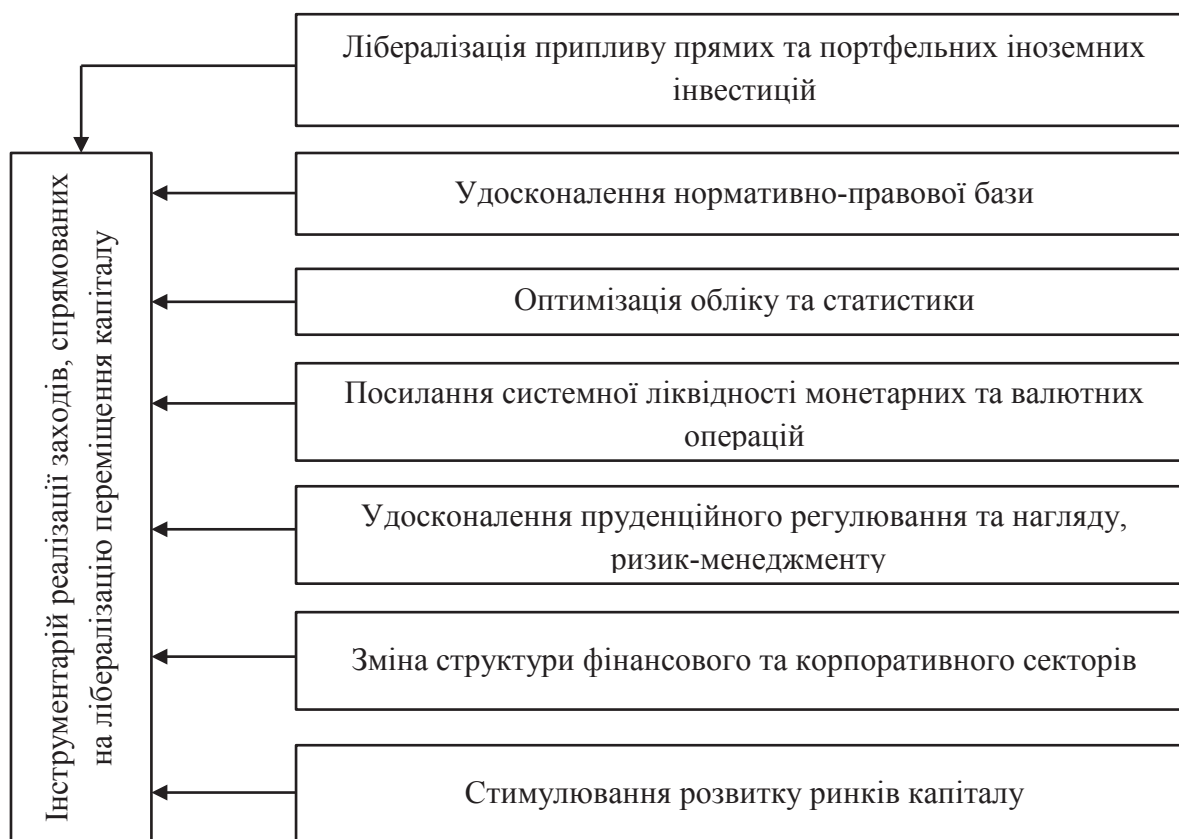 Лібералізація припливу прямих та портфельних іноземних
інвестицій
Інструментарій реалізації заходів, спрямованих
на лібералізацію переміщення капіталу
Удосконалення нормативно-правової бази
Оптимізація обліку та статистики
Посилання системної ліквідності монетарних та валютних
операцій
Удосконалення пруденційного регулювання та нагляду,
ризик-менеджменту
Зміна структури фінансового та корпоративного секторів
Стимулювання розвитку ринків капіталу